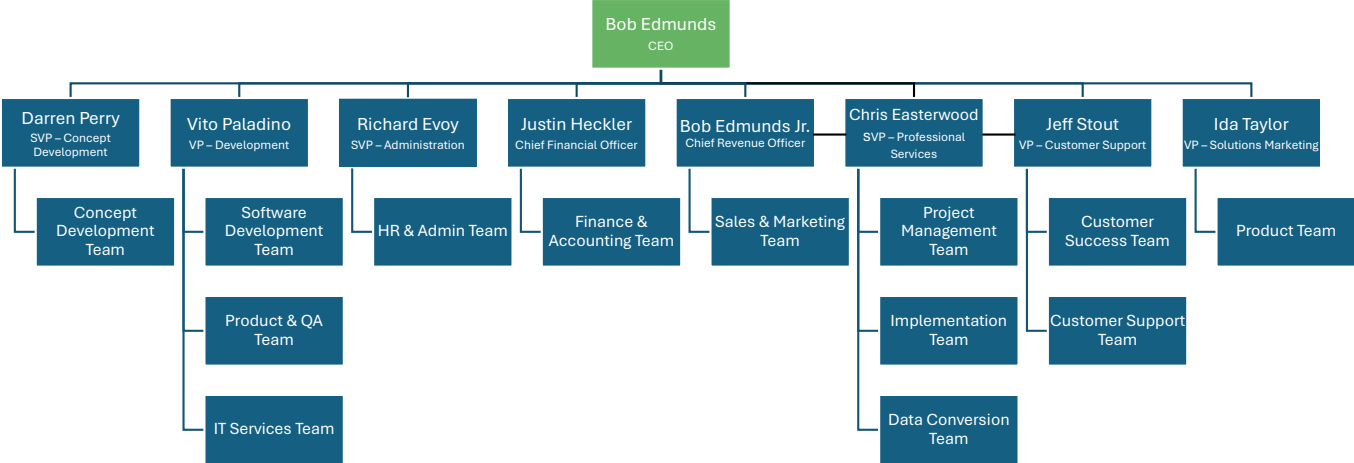 Bob Edmunds
CEO
Darren Perry
SVP – Concept
Development
Vito Paladino
VP – Development
Richard Evoy
SVP – Administration
Justin Heckler
Chief Financial Officer
Bob Edmunds Jr.
Chief Revenue Officer
Chris Easterwood
SVP – Professional
Services
Jeff Stout
VP – Customer Support
Ida Taylor
VP – Solutions Marketing
Concept
Development
Team
Software
Development
Team
HR & Admin Team
Finance &
Accounting Team
Sales & Marketing
Team
Project
Management
Team
Customer
Success Team
Product Team
Product & QA
Team
Implementation
Team
Customer Support
Team
IT Services Team
Data Conversion
Team